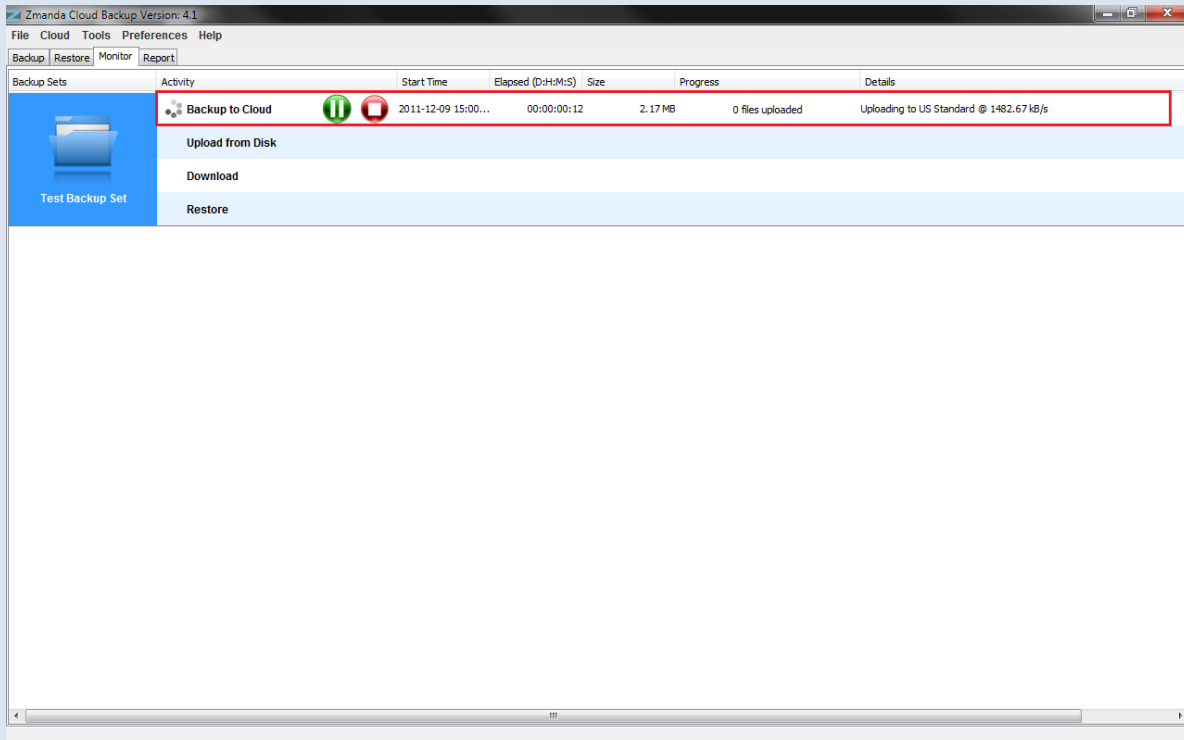 Zmanda Cloud Backup Version: 4.1
File Cloud Tools Preferences Help
Backup Restore Monitor Report
Backup Sets Activity Start Time Elapsed (D:H:M:S) Size Progress Details
Backup to Cloud 2011-12-09 15:00... 00:00:00:12 2.17 MB 0 files uploaded Uploading to US Standard @ 1482.67 kB/s
Upload from Disk
Download
Test Backup Set
Restore